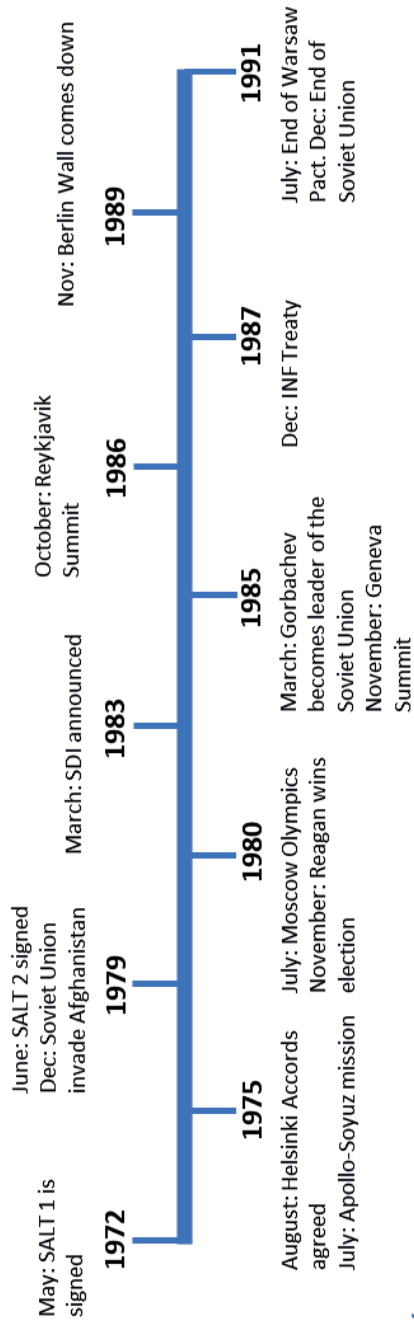 May: SALT 1 is
signed
1972
August: Helsinki Accords
agreed
July: Apollo-Soyuz mission
1975
June: SALT 2 signed
Dec: Soviet Union
invade Afghanistan
1979
1980
July: Moscow Olympics
November: Reagan wins
election
March: SDI announced
1983
1985
March: Gorbachev
becomes leader of the
Soviet Union
November: Geneva
Summit
October: Reykjavik
Summit
1986
1987
Dec: INF Treaty
Nov: Berlin Wall comes down
1989
1991
July: End of Warsaw
Pact. Dec: End of
Soviet Union